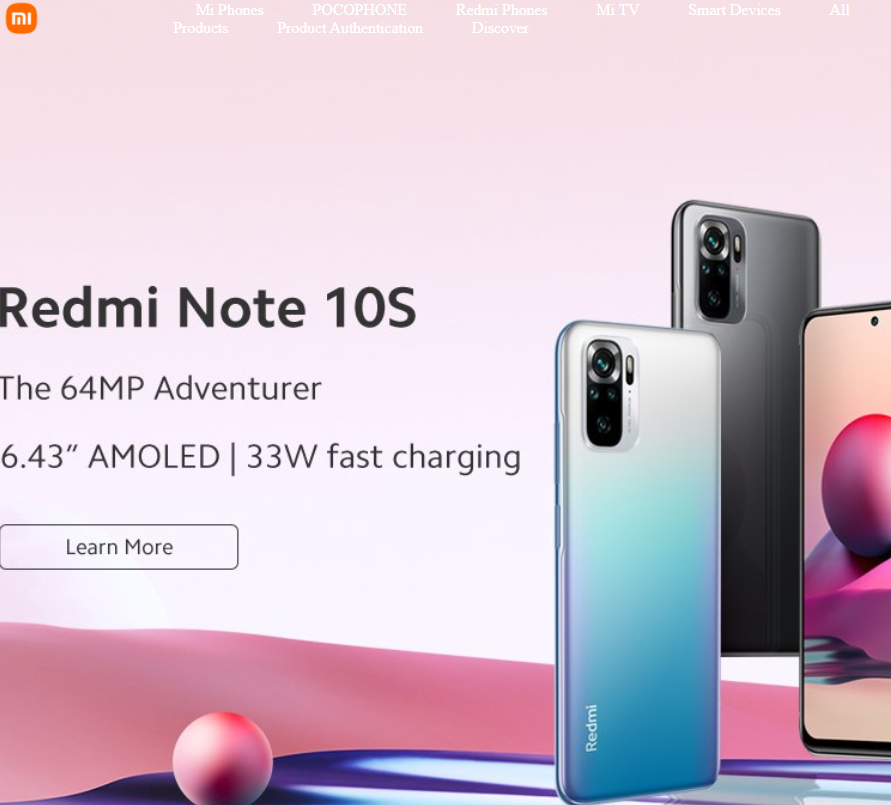 mi
Mi Phones POCOPHONE Redmi Phones Mi TV Smart Devices All
Products Product Authentication Discover
Redmi Note 10S
The 64MP Adventurer
6.43” AMOLED | 33W fast charging
Learn More
Redmi